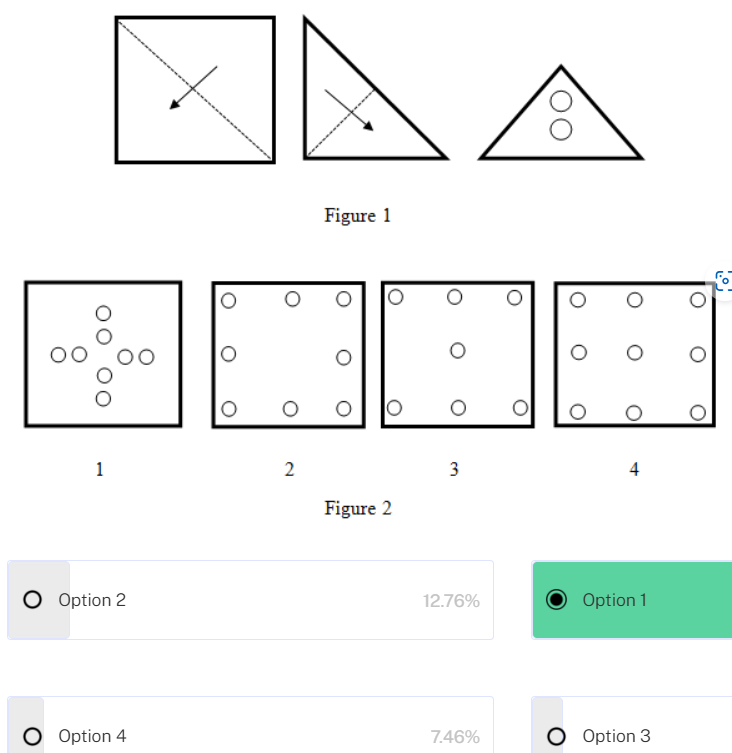 Figure 1
1 2 3 4
Figure 2
Option 2 12.76% Option 1
Option 4 7.46% Option 3